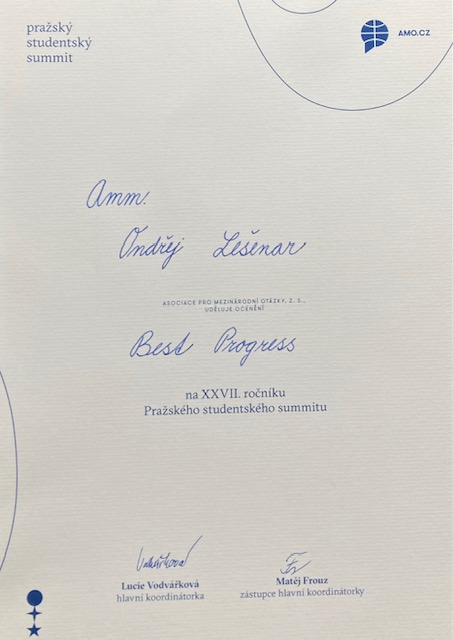 pražský
studentský
summit
AMO.CZ
Amm.
Ondřej Lešenar
ASOCIACE PRO MEZINÁRODNÍ OTÁZKY, Z. S.,
UDĚLUJE OCENĚNÍ
Best Progress
na XXVII. ročníku
Pražského studentského summitu
Lucie Vodvářková
hlavní koordinátorka
Matěj Frouz
zástupce hlavní koordinátorky